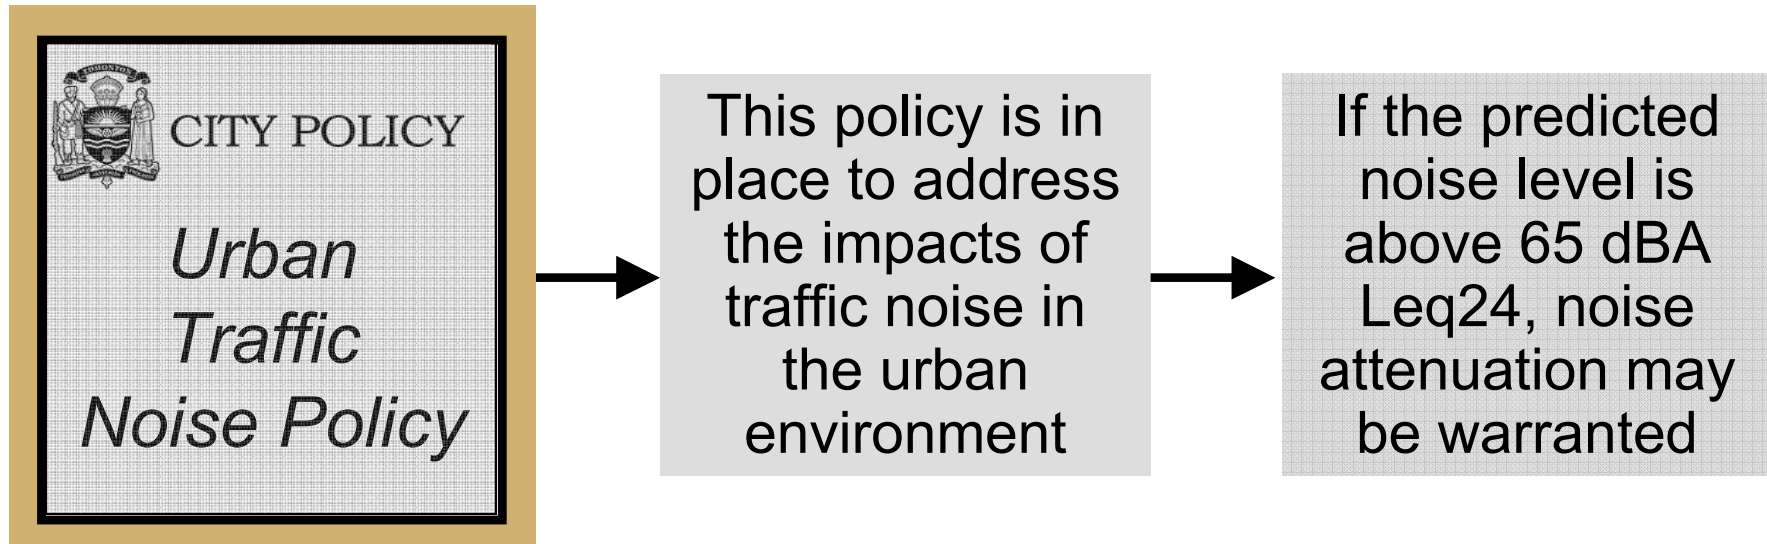 EDMONTON
CITY POLICY
Urban
Traffic
Noise Policy
This policy is in
place to address
the impacts of
traffic noise in
the urban
environment
If the predicted
noise level is
above 65 dBA
Leq24, noise
attenuation may
be warranted